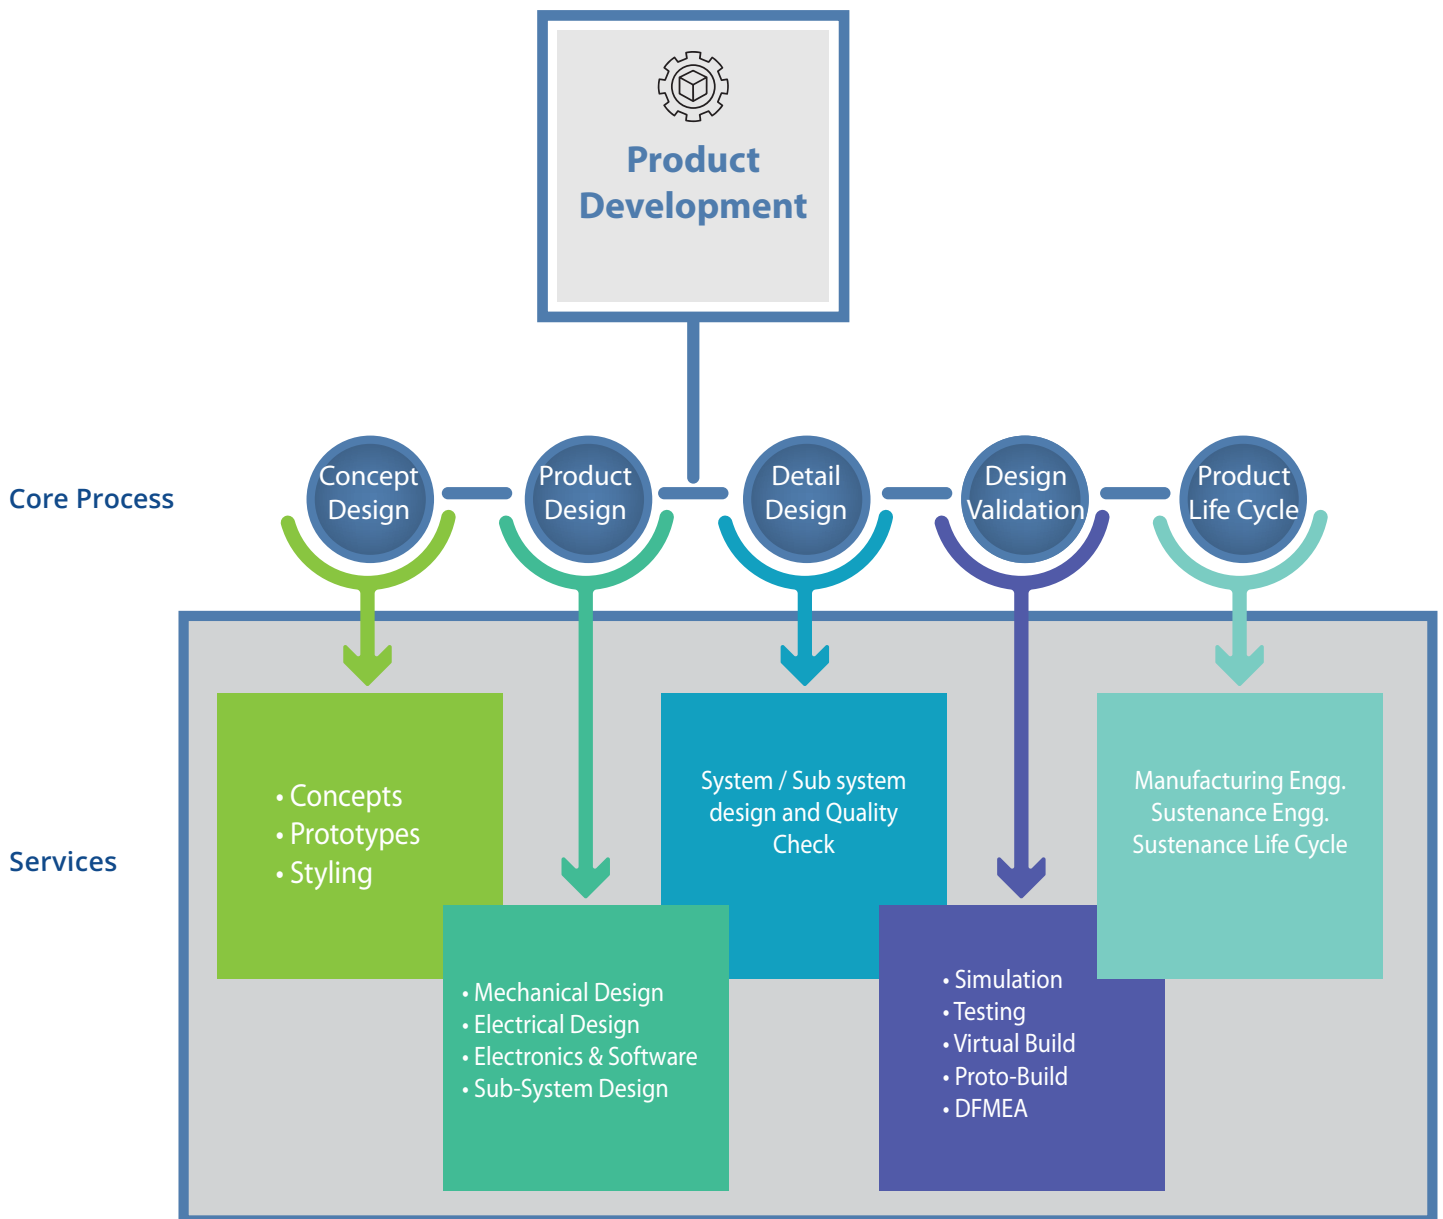 Product
Development
Core Process
Concept
Design
Product
Design
Detail
Design
Design
Validation
Product
Life Cycle
Services
• Concepts
• Prototypes
• Styling
• Mechanical Design
• Electrical Design
• Electronics & Software
• Sub-System Design
System / Sub system
design and Quality
Check
• Simulation
• Testing
• Virtual Build
• Proto-Build
• DFMEA
Manufacturing Engg.
Sustenance Engg.
Sustenance Life Cycle